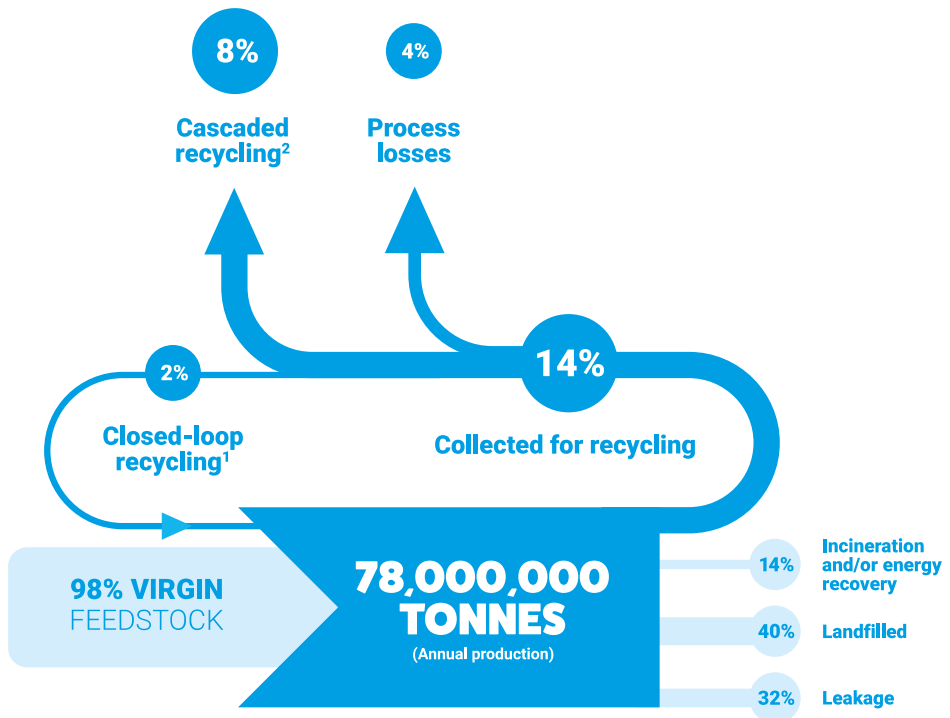 8%
4%
Cascaded
recycling²
Process
losses
2%
14%
Closed-loop
recycling¹
Collected for recycling
98% VIRGIN
FEEDSTOCK
78,000,000
TONNES
(Annual production)
14%
Incineration
and/or energy
recovery
40%
Landfilled
32%
Leakage